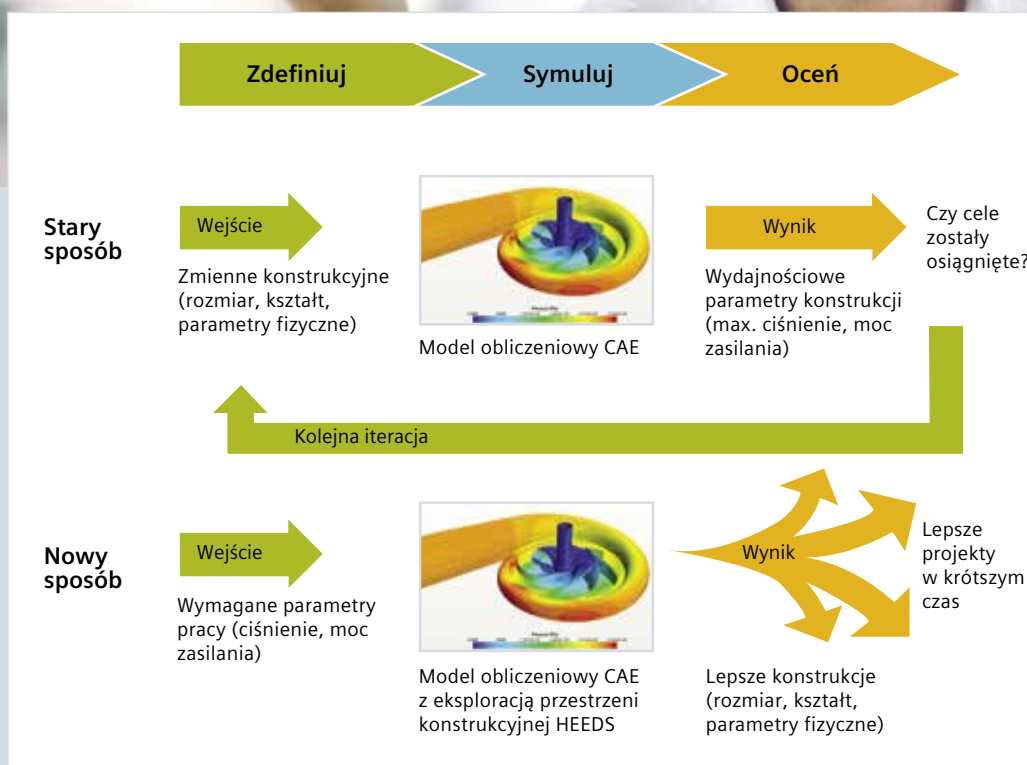 Zdefiniuj
Symuluj
Oceń
Stary
sposób
Wejście
Zmienne konstrukcyjne
(rozmiar, kształt,
parametry fizyczne)
Model obliczeniowy CAE
Wynik
Wydajnościowe
parametry konstrukcji
(max. ciśnienie, moc
zasilania)
Czy cele
zostały
osiągnięte?
Kolejna iteracja
Nowy
sposób
Wejście
Wymagane parametry
pracy (ciśnienie, moc
zasilania)
Model obliczeniowy CAE
z eksploracją przestrzeni
konstrukcyjnej HEEDS
Wynik
Lepsze konstrukcje
(rozmiar, kształt,
parametry fizyczne)
Lepsze
projekty
w krótszym
czas